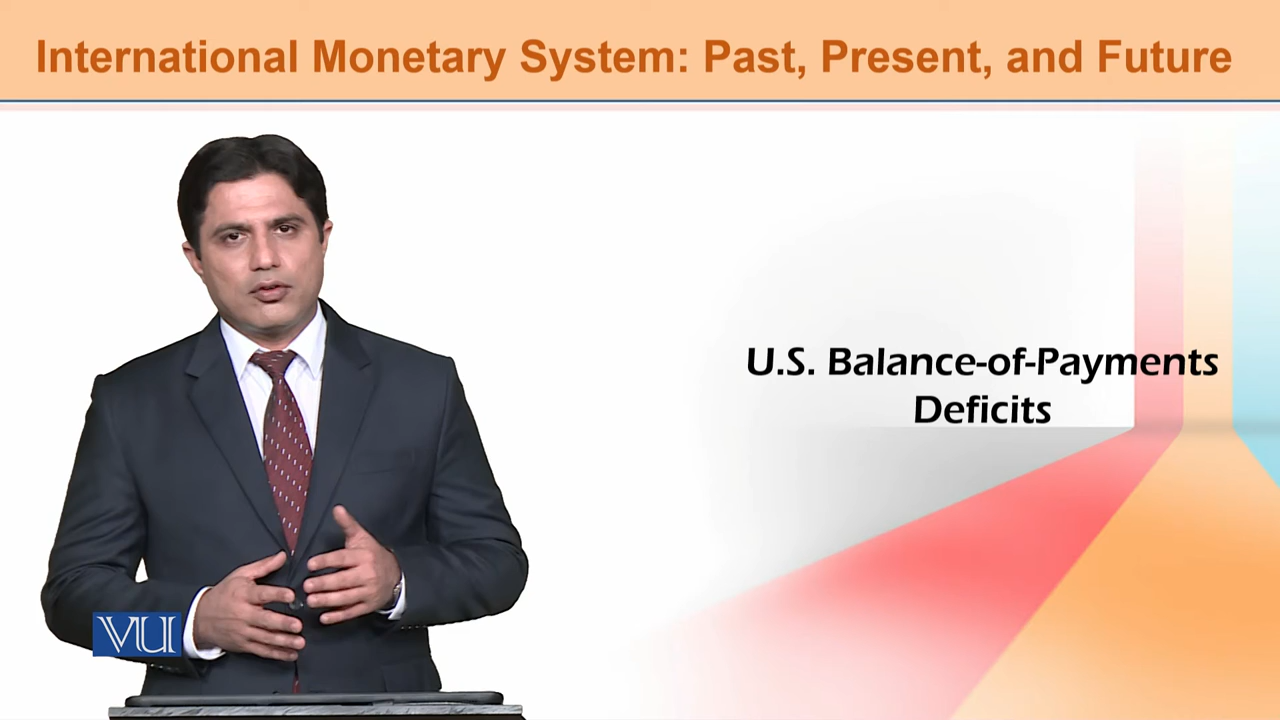 International Monetary System: Past, Present, and Future
U.S. Balance-of-Payments
Deficits
VU